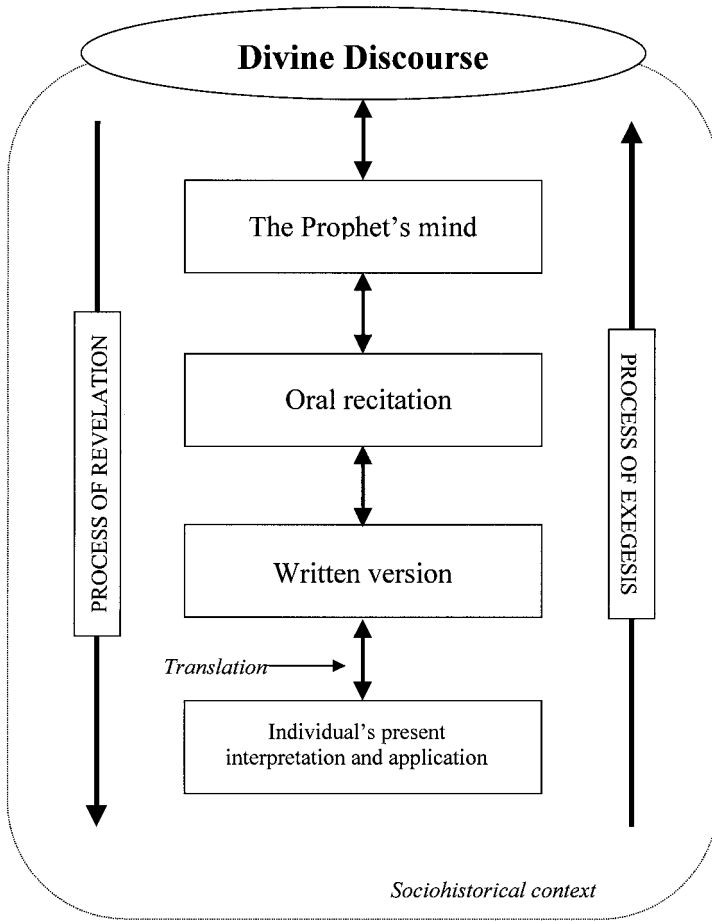 Divine Discourse
The Prophet's mind
Oral recitation
PROCESS OF REVELATION
PROCESS OF EXEGESIS
Written version
Translation
Individual's present
interpretation and application
Sociohistorical context